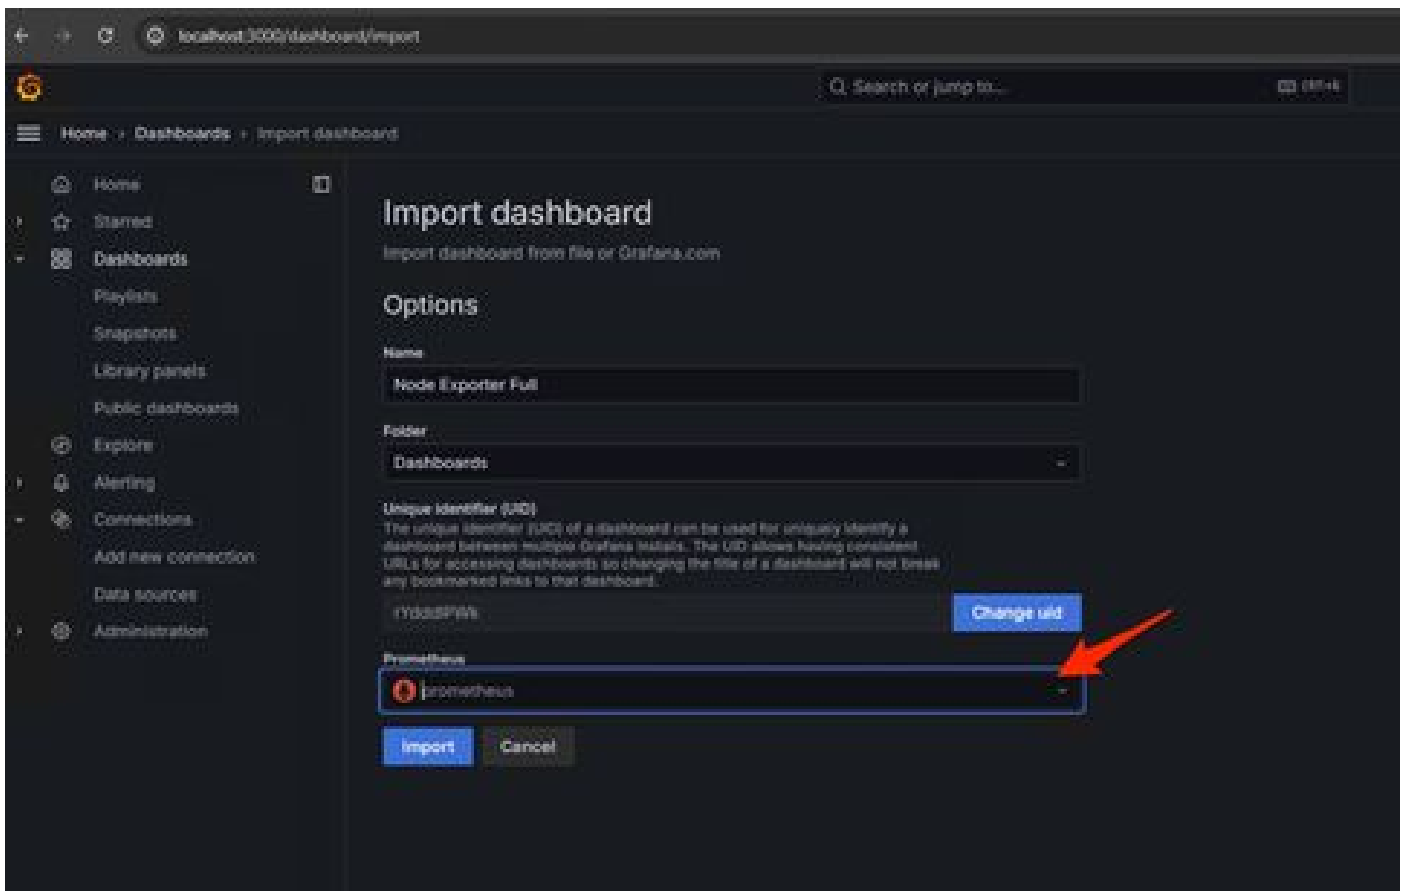 localhost:3000/dashboard/import
Search or jump to...
ctrl+k
Home › Dashboards › Import dashboard
Home
Starred
Dashboards
Playlists
Snapshots
Library panels
Public dashboards
Explore
Alerting
Connections
Add new connection
Data sources
Administration
Import dashboard
Import dashboard from file or Grafana.com
Options
Name
Node Exporter Full
Folder
Dashboards
Unique identifier (UID)
The unique identifier (UID) of a dashboard can be used for uniquely identify a
dashboard between multiple Grafana installs. The UID allows having consistent
URLs for accessing dashboards so changing the title of a dashboard will not break
any bookmarked links to that dashboard.
Change uid
Prometheus
prometheus
Import
Cancel